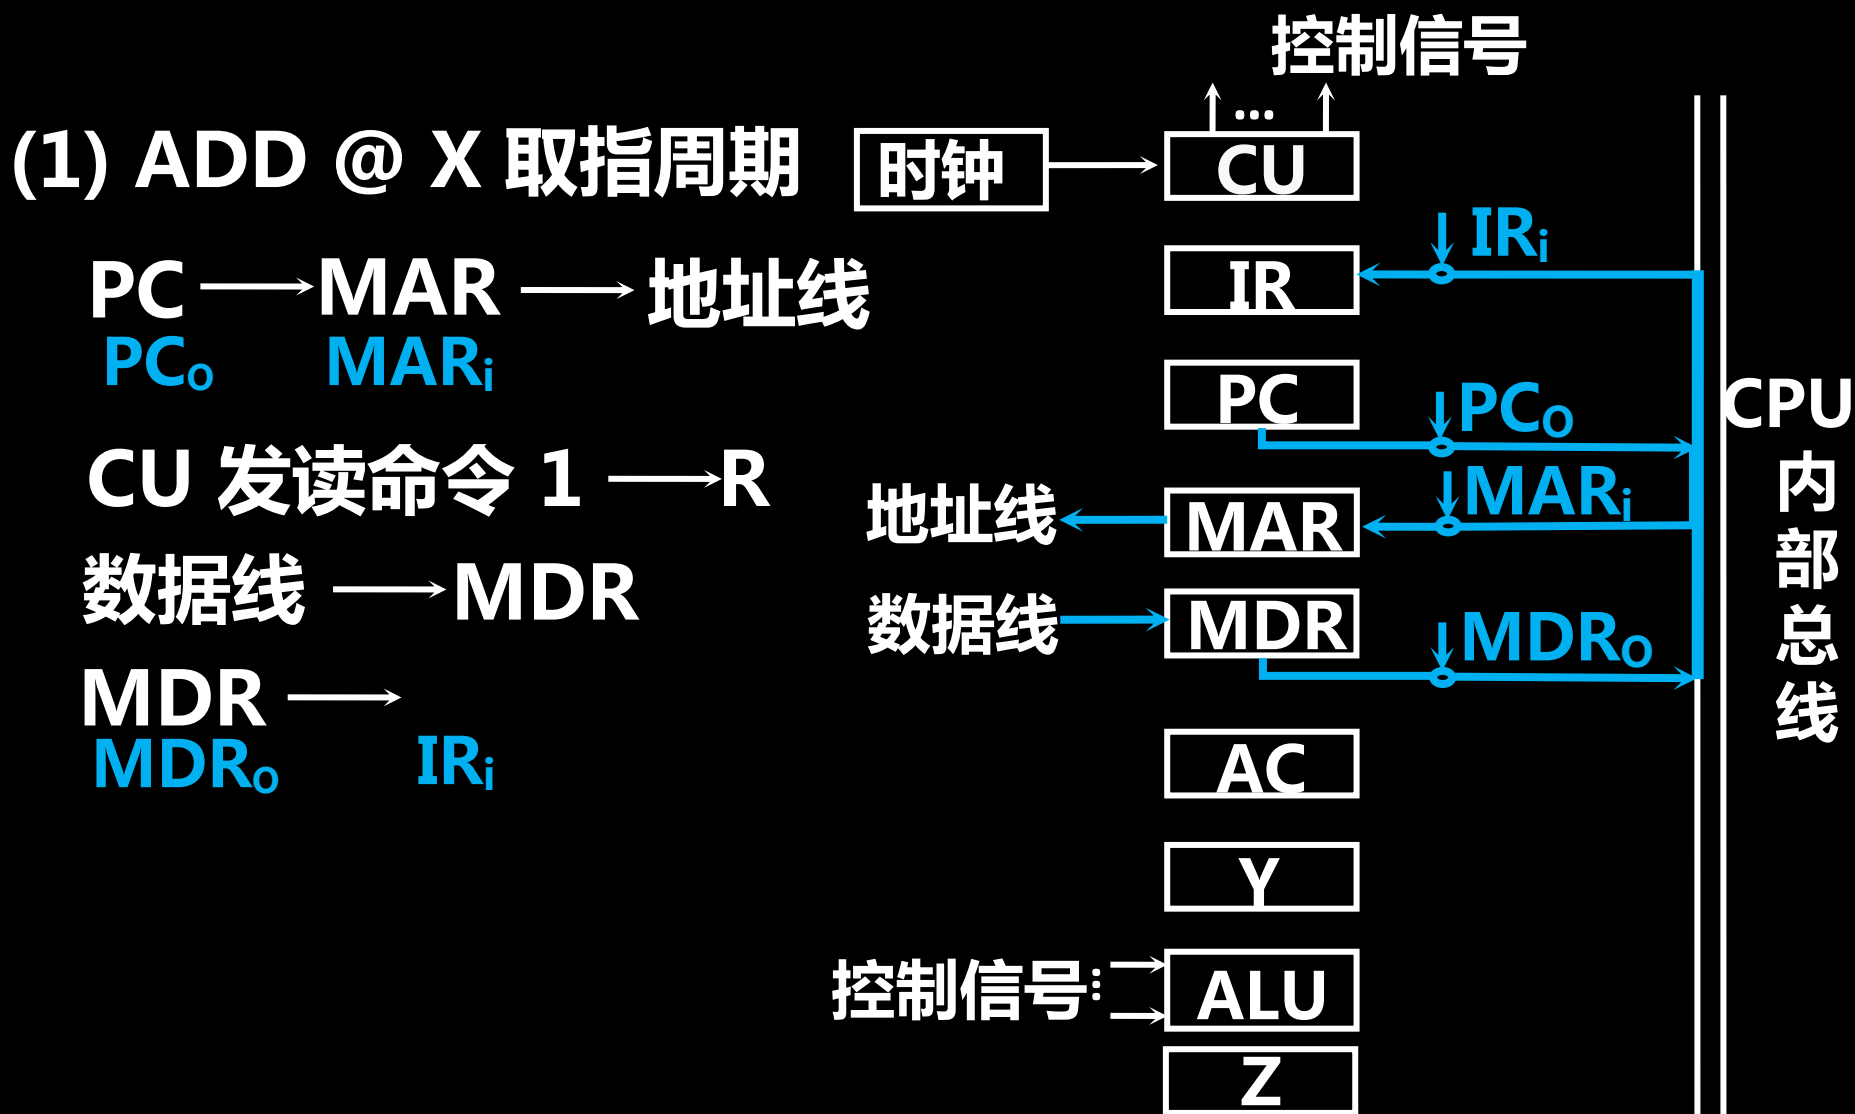 控制信号
...
(1) ADD @ X 取指周期
时钟
CU
IRi
PC → MAR → 地址线
IR
PCO MARi
PC
PCO
CPU
内
部
总
线
CU 发读命令 1 → R
MARi
地址线
MAR
数据线 → MDR
数据线
MDR
MDRO
MDR →
MDRO IRi
AC
Y
控制信号 ...
ALU
Z